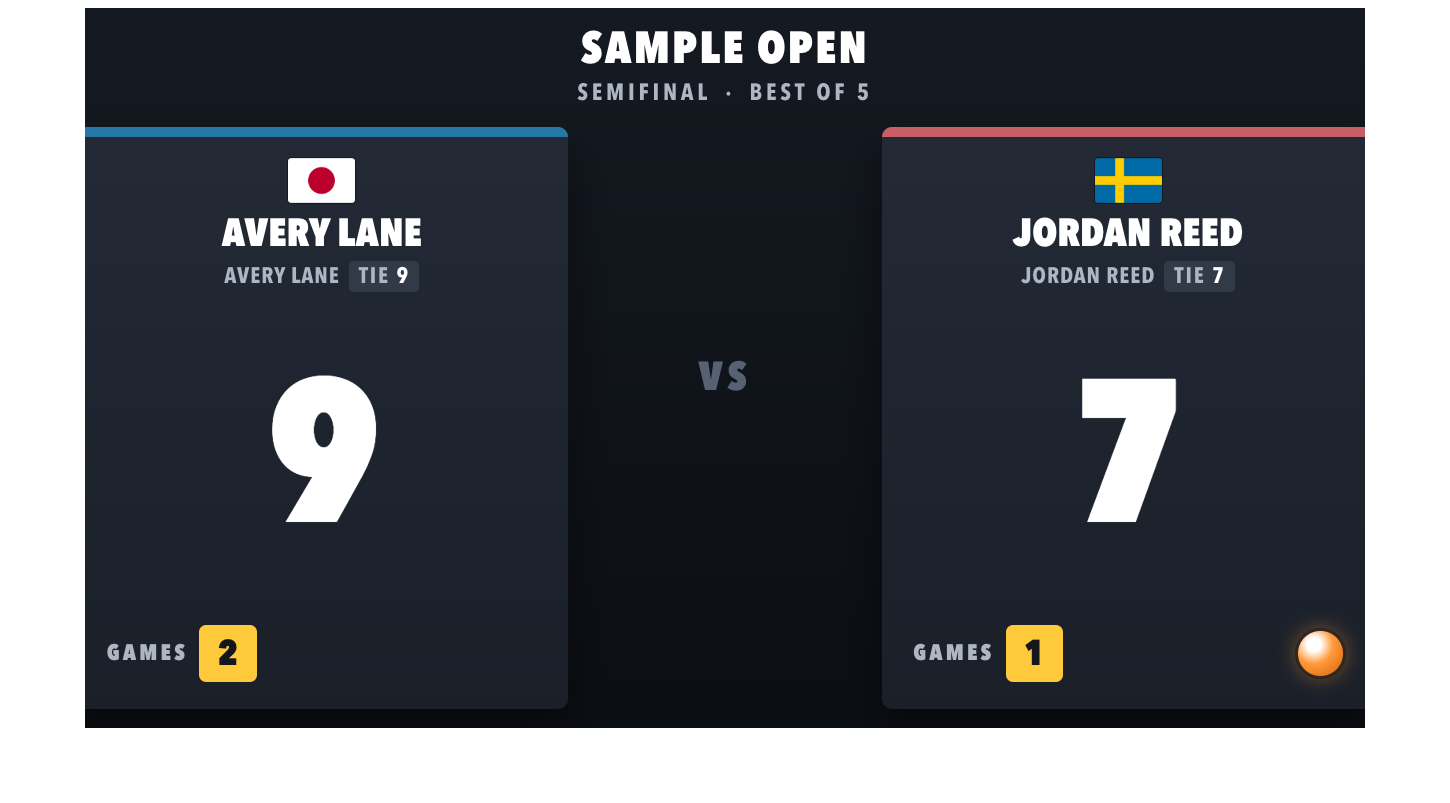 SAMPLE OPEN
SEMIFINAL · BEST OF 5
AVERY LANE
AVERY LANE TIE 9
9
GAMES 2
VS
JORDAN REED
JORDAN REED TIE 7
7
GAMES 1